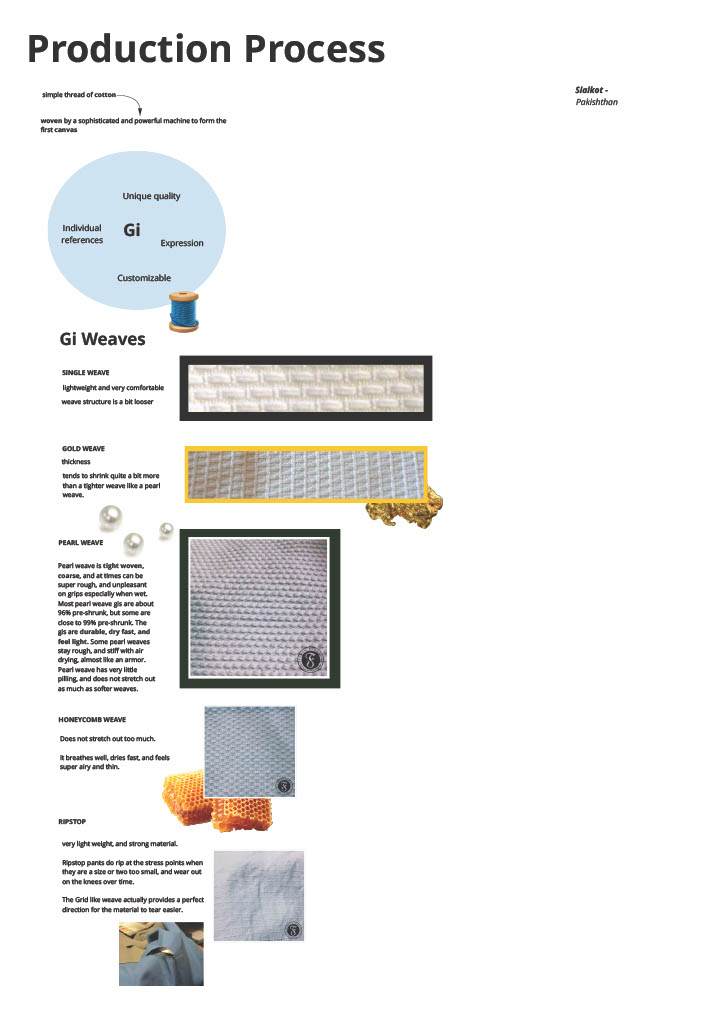 Production Process
simple thread of cotton
Sialkot -
Pakishthan
woven by a sophisticated and powerful machine to form the
first canvas
Unique quality
Individual
references
Gi
Expression
Customizable
Gi Weaves
SINGLE WEAVE
lightweight and very comfortable
weave structure is a bit looser
GOLD WEAVE
thickness
tends to shrink quite a bit more
than a tighter weave like a pearl
weave.
PEARL WEAVE
Pearl weave is tight woven,
coarse, and at times can be
super rough, and unpleasant
on grips especially when wet.
Most pearl weave gis are about
96% pre-shrunk, but some are
close to 99% pre-shrunk. The
gis are durable, dry fast, and
feel light. Some pearl weaves
stay rough, and stiff with air
drying, almost like an armor.
Pearl weave has very little
pilling, and does not stretch out
as much as softer weaves.
HONEYCOMB WEAVE
Does not stretch out too much.
It breathes well, dries fast, and feels
super airy and thin.
RIPSTOP
very light weight, and strong material.
Ripstop pants do rip at the stress points when
they are a size or two too small, and wear out
on the knees over time.
The Grid like weave actually provides a perfect
direction for the material to tear easier.